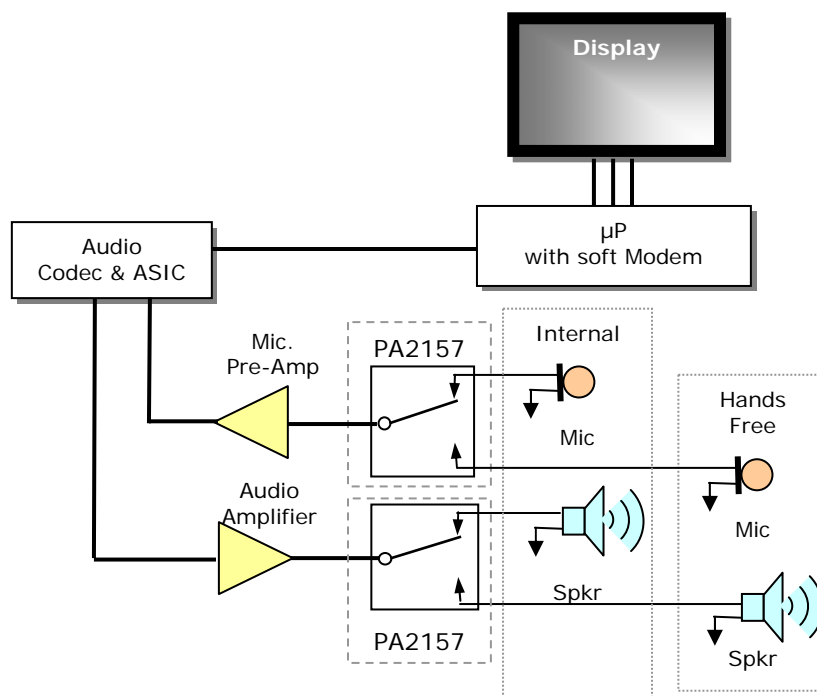 Display
µP
with soft Modem
Audio
Codec & ASIC
Mic.
Pre-Amp
PA2157
Internal
Mic
Hands
Free
Mic
Audio
Amplifier
Spkr
PA2157
Spkr